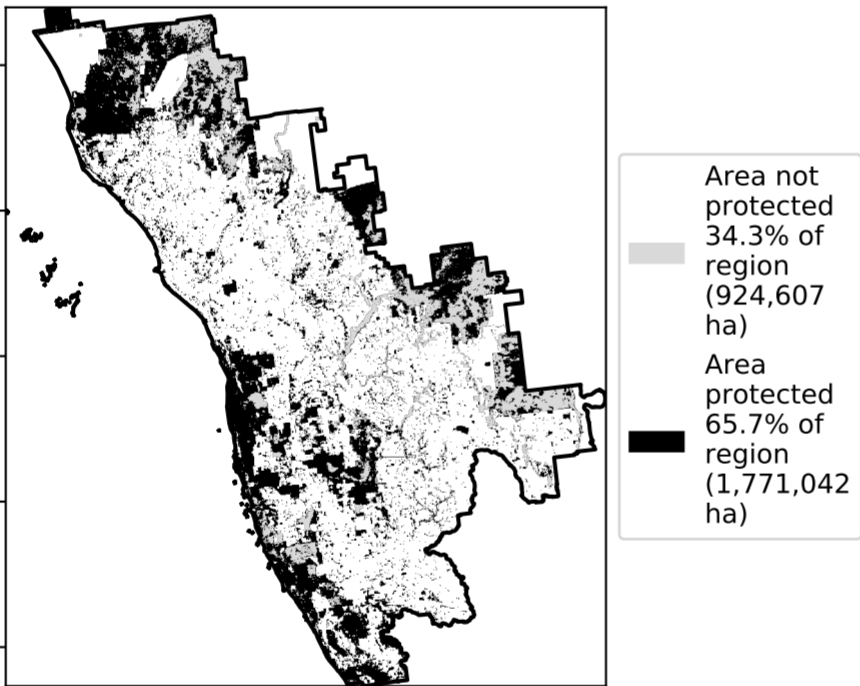 Area not
protected
34.3% of
region
(924,607
ha)
Area
protected
65.7% of
region
(1,771,042
ha)